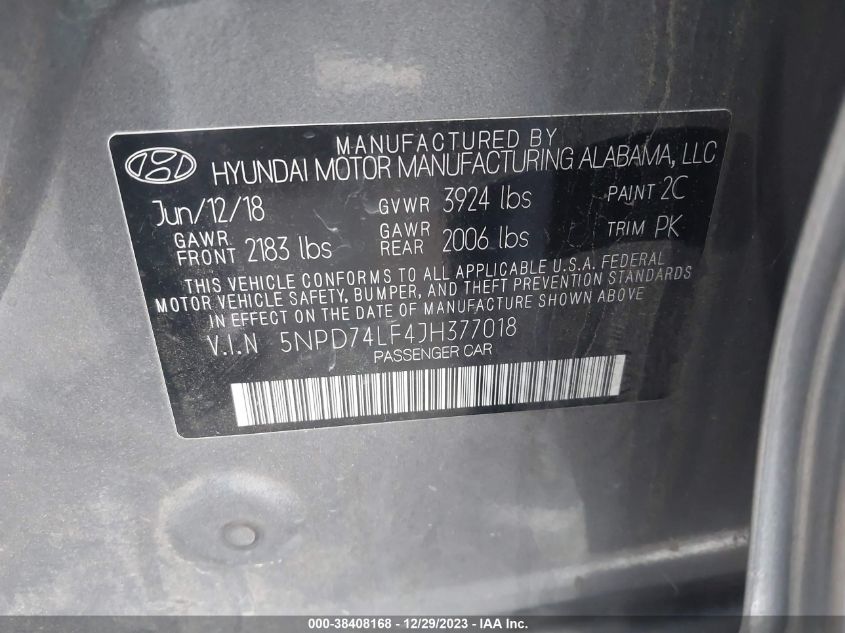 MANUFACTURED BY
HYUNDAI MOTOR MANUFACTURING ALABAMA, LLC
Jun/12/18 GVWR 3924 lbs PAINT 2C
GAWR FRONT 2183 lbs GAWR REAR 2006 lbs TRIM PK
THIS VEHICLE CONFORMS TO ALL APPLICABLE U.S.A. FEDERAL
MOTOR VEHICLE SAFETY, BUMPER, AND THEFT PREVENTION STANDARDS
IN EFFECT ON THE DATE OF MANUFACTURE SHOWN ABOVE
V.I.N 5NPD74LF4JH377018
PASSENGER CAR
000-38408168 - 12/29/2023 - IAA Inc.